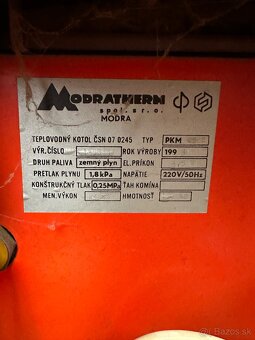 MODRATHERM
spol. s r.o.
MODRA
TEPLOVODNÝ KOTOL ČSN 07 0245 TYP PKM
VÝR. ČÍSLO ROK VÝROBY 199
DRUH PALIVA zemný plyn EL. PRÍKON
PRETLAK PLYNU 1,8 kPa NAPÄTIE 220V/50Hz
KONŠTRUKČNÝ TLAK 0,25MPa ŤAH KOMÍNA
MEN. VÝKON HMOTNOSŤ
Bazos.sk